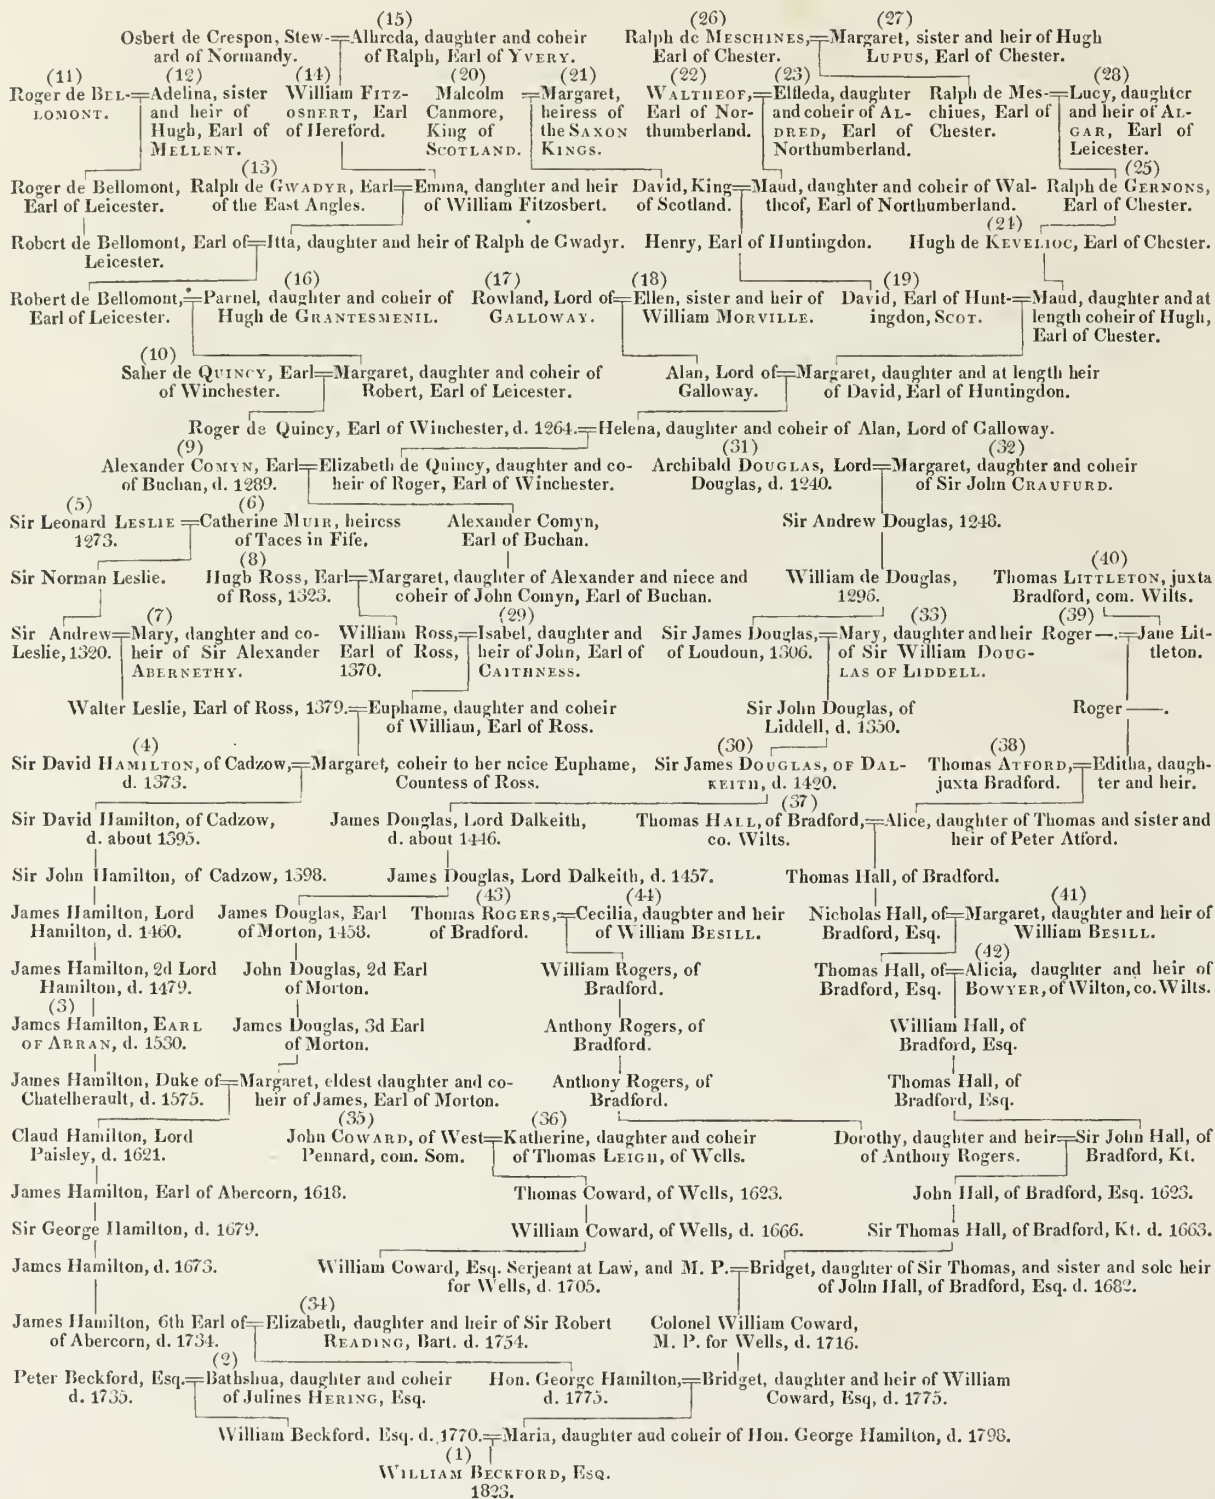 (15) (26) (27)
Osbert de Crespon, Stew-=Alhreda, daughter and coheir Ralph de MESCHINES,=Margaret, sister and heir of Hugh
ard of Normandy. of Ralph, Earl of YVERY. Earl of Chester. LUPUS, Earl of Chester.
(11) (12) (14) (20) (21) (22) (23) (28)
Roger de BEL-=Adelina, sister William FITZ- Malcolm =Margaret, WALTHEOF,=Elfleda, daughter Ralph de Mes-=Lucy, daughter
LOMONT. and heir of OSNERT, Earl Canmore, heiress of Earl of Nor- and coheir of AL- chiues, Earl of and heir of AL-
Hugh, Earl of of Hereford. King of the SAXON thumberland. DRED, Earl of Chester. GAR, Earl of
MELLENT. SCOTLAND. KINGS. Northumberland. Leicester.
(13) (25)
Roger de Bellomont, Ralph de GWADYR, Earl=Emma, danghter and heir David, King=Maud, daughter and coheir of Wal- Ralph de GERNONS,
Earl of Leicester. of the East Angles. of William Fitzosbert. of Scotland. theof, Earl of Northumberland. Earl of Chester.
(24)
Robert de Bellomont, Earl of=Itta, daughter and heir of Ralph de Gwadyr. Henry, Earl of Huntingdon. Hugh de KEVELIOC, Earl of Chester.
Leicester.
(16) (17) (18) (19)
Robert de Bellomont,=Parnel, daughter and coheir of Rowland, Lord of=Ellen, sister and heir of David, Earl of Hunt-=Maud, daughter and at
Earl of Leicester. Hugh de GRANTESMENIL. GALLOWAY. William MORVILLE. ingdon, SCOT. length coheir of Hugh,
Earl of Chester.
(10)
Saher de QUINCY, Earl=Margaret, daughter and coheir of Alan, Lord of=Margaret, daughter and at length heir
of Winchester. Robert, Earl of Leicester. Galloway. of David, Earl of Huntingdon.
Roger de Quincy, Earl of Winchester, d. 1264.=Helena, daughter and coheir of Alan, Lord of Galloway.
(9) (31) (32)
Alexander COMYN, Earl=Elizabeth de Quincy, daughter and co- Archibald DOUGLAS, Lord=Margaret, daughter and coheir
of Buchan, d. 1289. heir of Roger, Earl of Winchester. Douglas, d. 1240. of Sir John CRAUFURD.
(5) (6)
Sir Leonard LESLIE =Catherine MUIR, heiress Alexander Comyn, Sir Andrew Douglas, 1248.
1273. of Taces in Fife. Earl of Buchan.
(8) (40)
Sir Norman Leslie. Hugh Ross, Earl=Margaret, daughter of Alexander and niece and William de Douglas, Thomas LITTLETON, juxta
of Ross, 1323. coheir of John Comyn, Earl of Buchan. 1296. Bradford, com. Wilts.
(7) (29) (33) (39)
Sir Andrew=Mary, danghter and co- William Ross,=Isabel, daughter and Sir James Douglas,=Mary, daughter and heir Roger —.=Jane Lit-
Leslie, 1320. heir of Sir Alexander Earl of Ross, heir of John, Earl of of Loudoun, 1306. of Sir William DOUG- tleton.
ABERNETHY. 1370. CAITHNESS. LAS OF LIDDELL.
Walter Leslie, Earl of Ross, 1379.=Euphame, daughter and coheir Sir John Douglas, of Roger —.
of William, Earl of Ross. Liddell, d. 1350.
(4) (30) (38)
Sir David HAMILTON, of Cadzow,=Margaret, coheir to her neice Euphame, Sir James DOUGLAS, OF DAL- Thomas ATFORD,=Editha, daugh-
d. 1373. Countess of Ross. KEITH, d. 1420. juxta Bradford. ter and heir.
(37)
Sir David Hamilton, of Cadzow, James Douglas, Lord Dalkeith, Thomas HALL, of Bradford,=Alice, daughter of Thomas and sister and
d. about 1395. d. about 1446. co. Wilts. heir of Peter Atford.
Sir John Hamilton, of Cadzow, 1398. James Douglas, Lord Dalkeith, d. 1457. Thomas Hall, of Bradford.
(43) (44) (41)
James Hamilton, Lord James Douglas, Earl Thomas ROGERS,=Cecilia, daughter and heir Nicholas Hall, of=Margaret, daughter and heir of
Hamilton, d. 1460. of Morton, 1458. of Bradford. of William BESILL. Bradford, Esq. William BESILL.
(42)
James Hamilton, 2d Lord John Douglas, 2d Earl William Rogers, of Thomas Hall, of=Alicia, daughter and heir of
Hamilton, d. 1479. of Morton. Bradford. Bradford, Esq. BOWYER, of Wilton, co. Wilts.
(3)
James Hamilton, EARL James Douglas, 3d Earl Anthony Rogers, of William Hall, of
OF ARRAN, d. 1530. of Morton. Bradford. Bradford, Esq.
James Hamilton, Duke of=Margaret, eldest daughter and co- Anthony Rogers, of Thomas Hall, of
Chatelherault, d. 1575. heir of James, Earl of Morton. Bradford. Bradford, Esq.
(35) (36)
Claud Hamilton, Lord John COWARD, of West=Katherine, daughter and coheir Dorothy, daughter and heir=Sir John Hall, of
Paisley, d. 1621. Pennard, com. Som. of Thomas LEIGH, of Wells. of Anthony Rogers. Bradford, Kt.
James Hamilton, Earl of Abercorn, 1618. Thomas Coward, of Wells, 1623. John Hall, of Bradford, Esq. 1623.
Sir George Hamilton, d. 1679. William Coward, of Wells, d. 1666. Sir Thomas Hall, of Bradford, Kt. d. 1663.
James Hamilton, d. 1673. William Coward, Esq. Serjeant at Law, and M. P.=Bridget, daughter of Sir Thomas, and sister and sole heir
for Wells, d. 1705. of John Hall, of Bradford, Esq. d. 1682.
(34)
James Hamilton, 6th Earl of=Elizabeth, daughter and heir of Sir Robert Colonel William Coward,
of Abercorn, d. 1734. READING, Bart. d. 1754. M. P. for Wells, d. 1716.
(2)
Peter Beckford, Esq.=Bathshua, daughter and coheir Hon. George Hamilton,=Bridget, daughter and heir of William
d. 1735. of Julines HERING, Esq. d. 1775. Coward, Esq, d. 1775.
William Beckford. Esq. d. 1770.=Maria, daughter aud coheir of Hon. George Hamilton, d. 1798.
(1)
WILLIAM BECKFORD, ESQ.
1823.